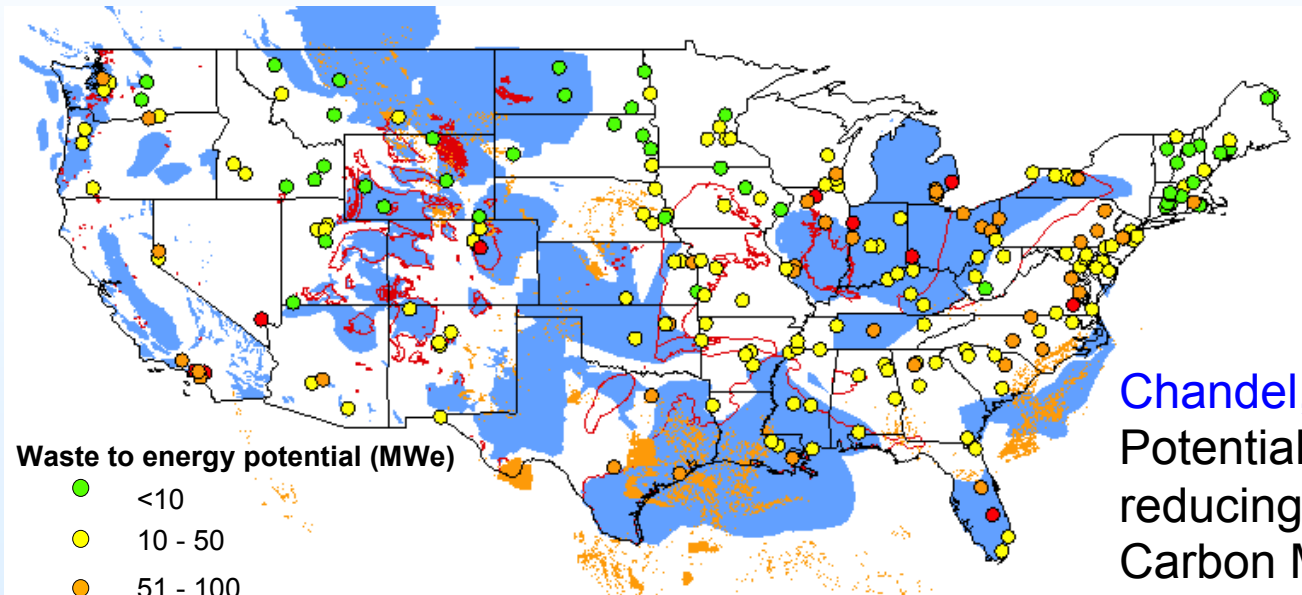 Waste to energy potential (MWe)
<10
10 - 50
51 - 100
Chandel
Potential
reducing
Carbon M